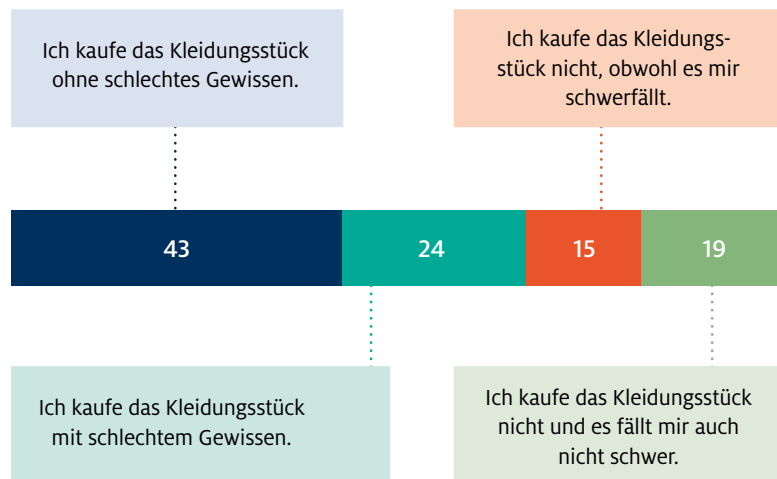 Ich kaufe das Kleidungsstück
ohne schlechtes Gewissen.
Ich kaufe das Kleidungs-
stück nicht, obwohl es mir
schwerfällt.
43
24
15
19
Ich kaufe das Kleidungsstück
mit schlechtem Gewissen.
Ich kaufe das Kleidungsstück
nicht und es fällt mir auch
nicht schwer.